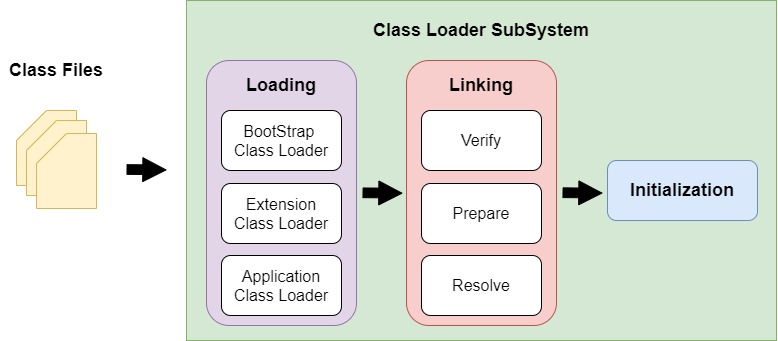 Class Loader SubSystem
Class Files
Loading
BootStrap
Class Loader
Extension
Class Loader
Application
Class Loader
Linking
Verify
Prepare
Resolve
Initialization